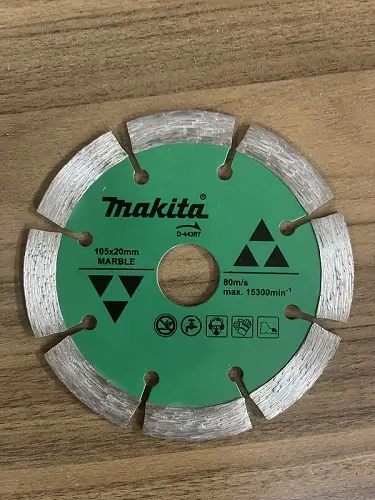 makita®
D-44367
105x20mm
MARBLE
80m/s
max. 15300min⁻¹